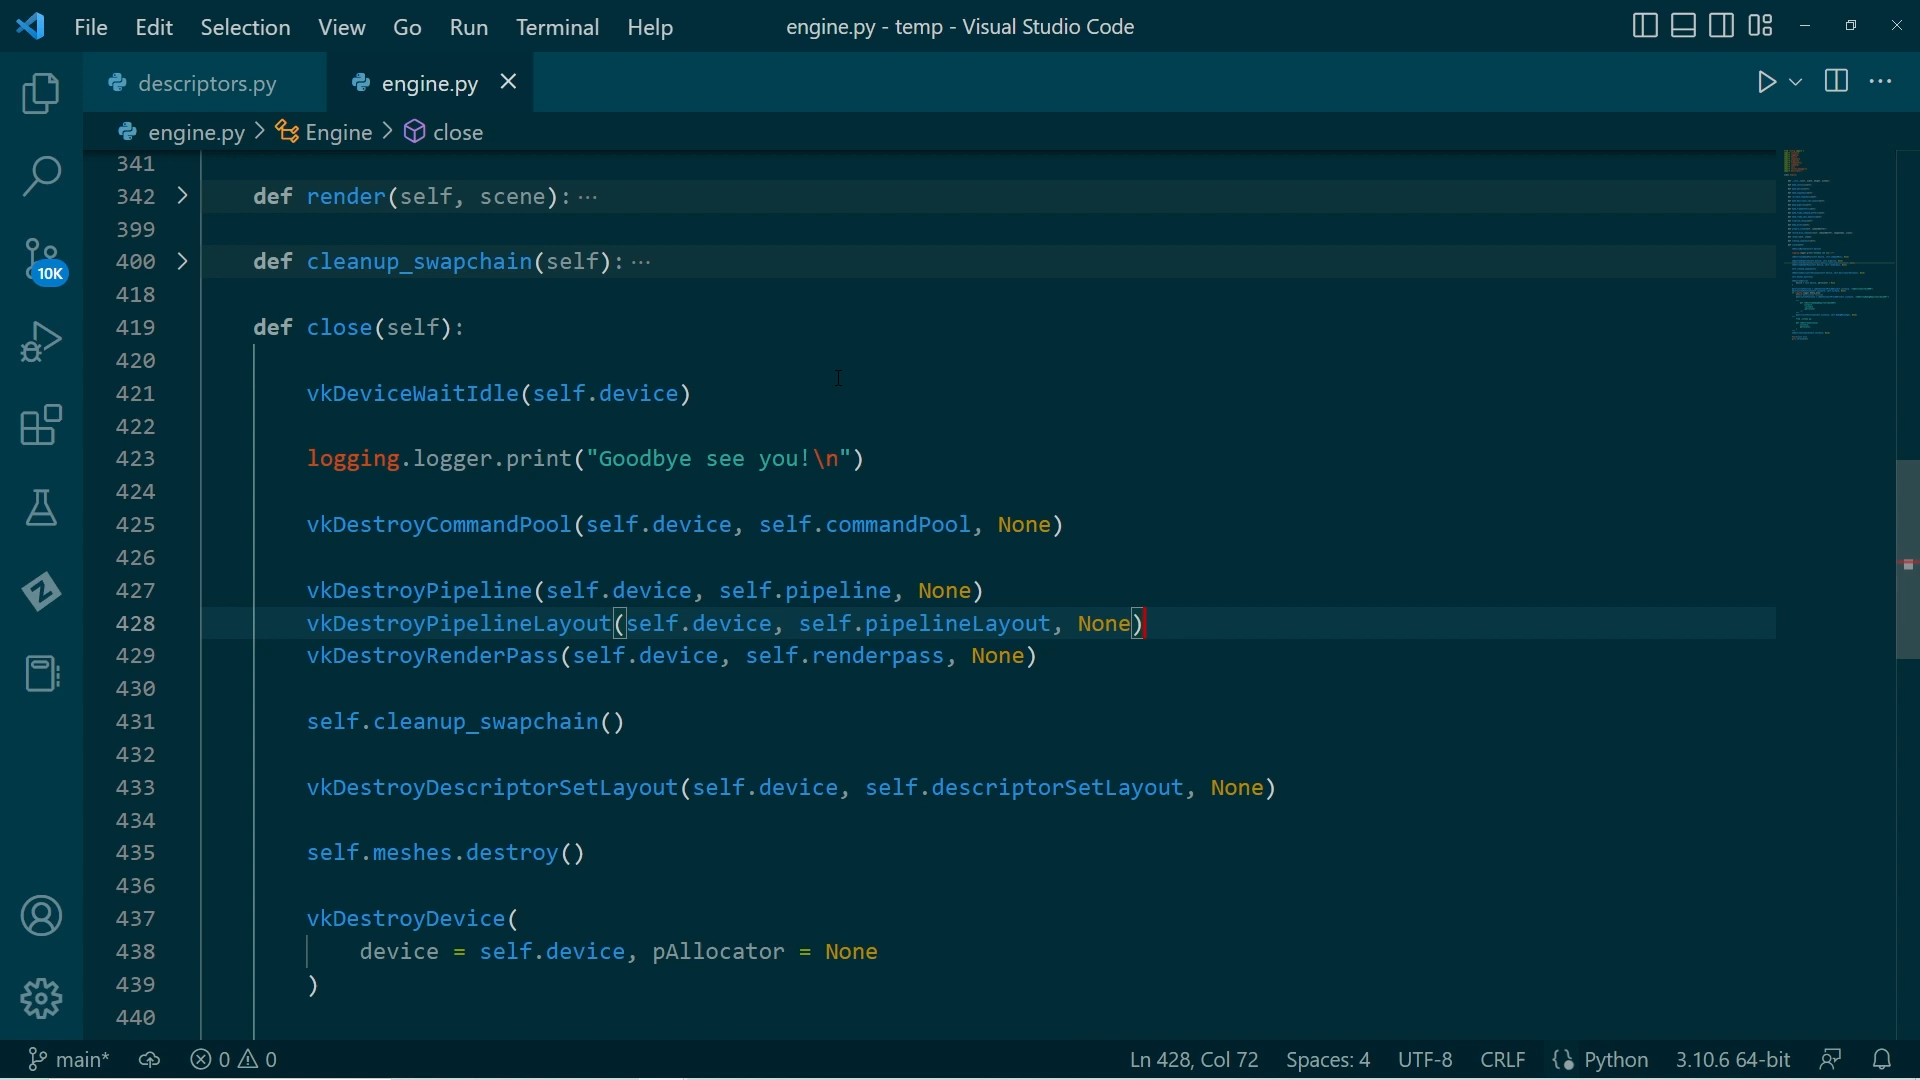 File Edit Selection View Go Run Terminal Help engine.py - temp - Visual Studio Code
descriptors.py engine.py
engine.py > Engine > close
341
342 def render(self, scene): ···
399
400 def cleanup_swapchain(self): ···
418
419 def close(self):
420
421 vkDeviceWaitIdle(self.device)
422
423 logging.logger.print("Goodbye see you!\n")
424
425 vkDestroyCommandPool(self.device, self.commandPool, None)
426
427 vkDestroyPipeline(self.device, self.pipeline, None)
428 vkDestroyPipelineLayout(self.device, self.pipelineLayout, None)
429 vkDestroyRenderPass(self.device, self.renderpass, None)
430
431 self.cleanup_swapchain()
432
433 vkDestroyDescriptorSetLayout(self.device, self.descriptorSetLayout, None)
434
435 self.meshes.destroy()
436
437 vkDestroyDevice(
438 device = self.device, pAllocator = None
439 )
440
10K
main* 0 0 Ln 428, Col 72 Spaces: 4 UTF-8 CRLF Python 3.10.6 64-bit